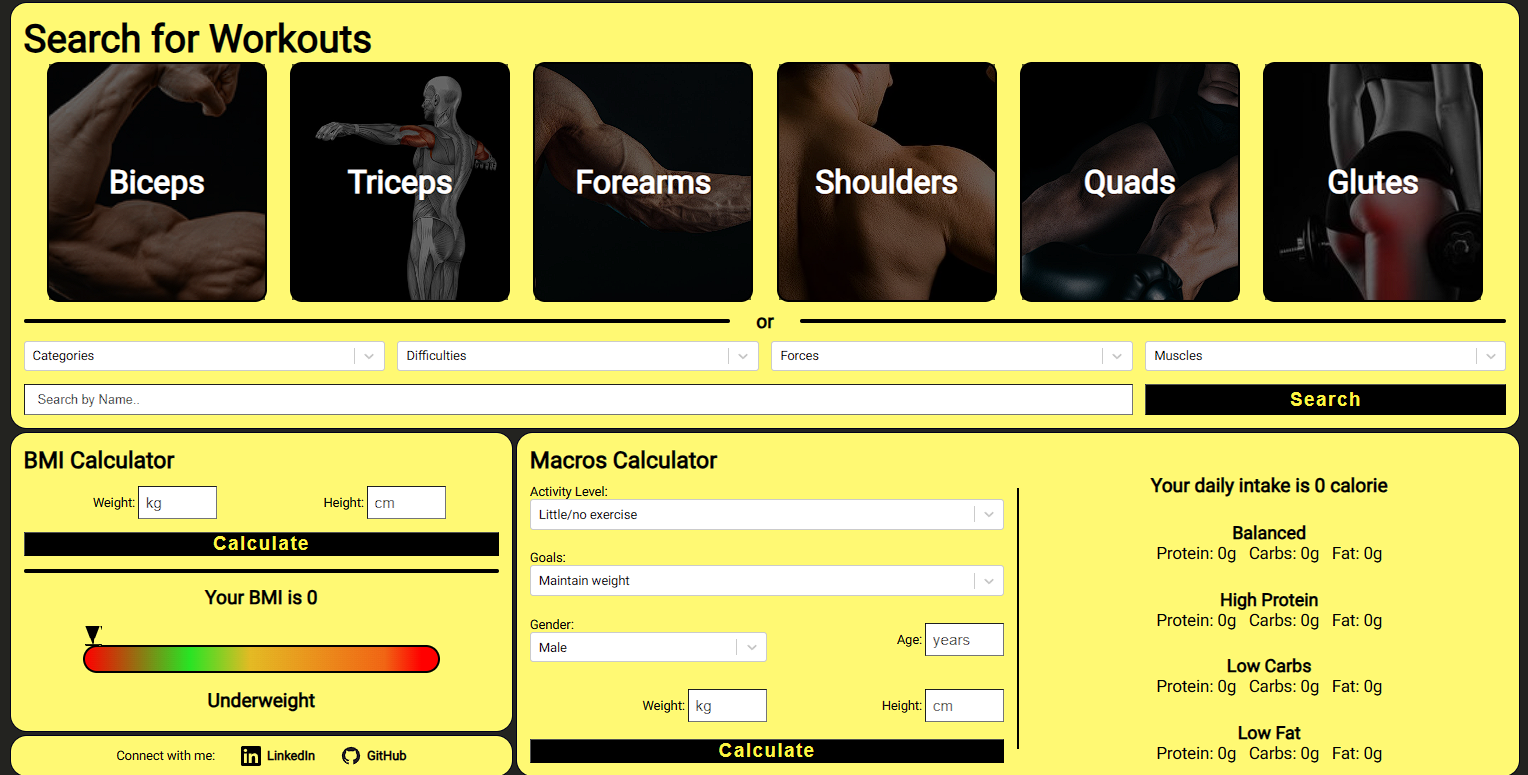 Search for Workouts
Biceps
Triceps
Forearms
Shoulders
Quads
Glutes
or
Categories
Difficulties
Forces
Muscles
Search by Name..
Search
BMI Calculator
Weight: kg
Height: cm
Calculate
Your BMI is 0
Underweight
Connect with me: LinkedIn GitHub
Macros Calculator
Activity Level:
Little/no exercise
Goals:
Maintain weight
Gender:
Male
Age: years
Weight: kg
Height: cm
Calculate
Your daily intake is 0 calorie
Balanced
Protein: 0g Carbs: 0g Fat: 0g
High Protein
Protein: 0g Carbs: 0g Fat: 0g
Low Carbs
Protein: 0g Carbs: 0g Fat: 0g
Low Fat
Protein: 0g Carbs: 0g Fat: 0g